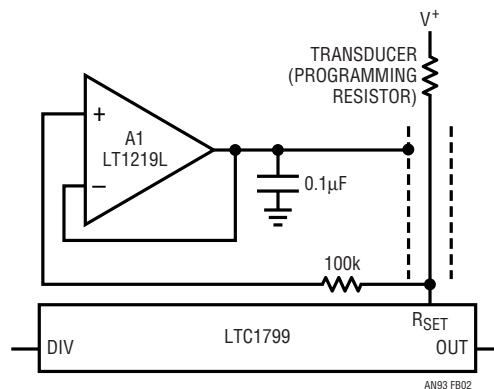 V+
TRANSDUCER
(PROGRAMMING
RESISTOR)
+
A1
LT1219L
–
0.1µF
100k
RSET
LTC1799
DIV
OUT
AN93 FB02